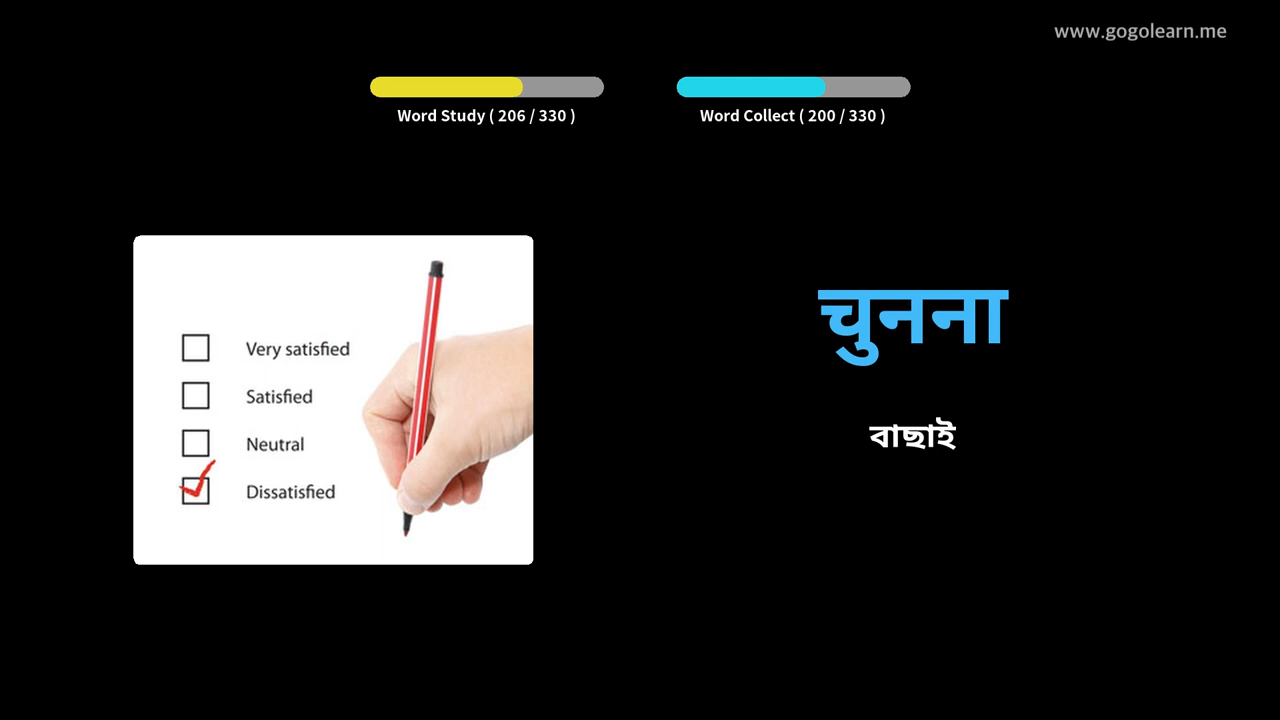 www.gogolearn.me
Word Study ( 206 / 330 )
Word Collect ( 200 / 330 )
Very satisfied
Satisfied
Neutral
Dissatisfied
चुनना
বাছাই